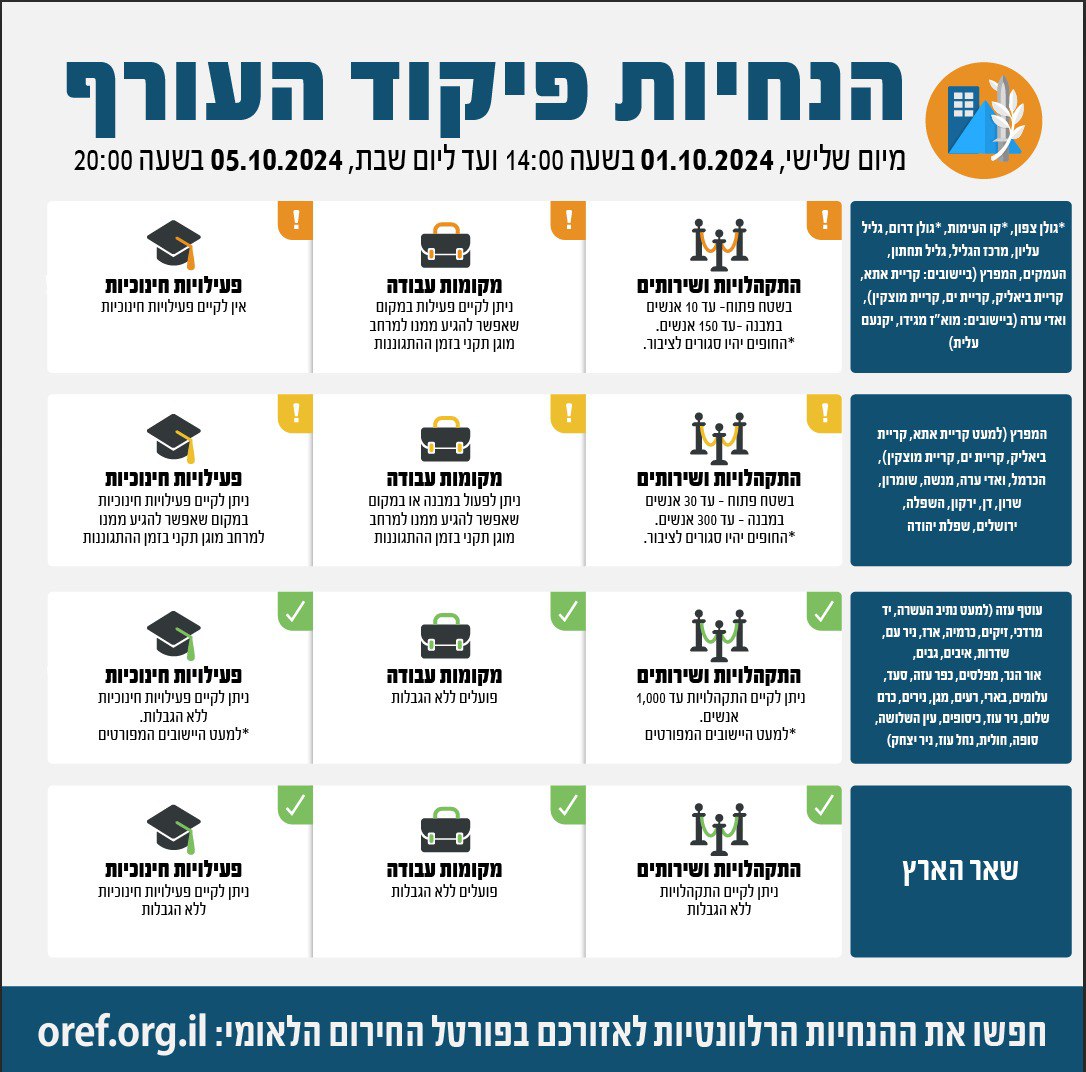 הנחיות פיקוד העורף
מיום שלישי, 01.10.2024 בשעה 14:00 ועד ליום שבת, 05.10.2024 בשעה 20:00
*גולן צפון, *קו העימות, *גולן דרום, גליל
עליון, מרכז הגליל, גליל תחתון,
העמקים, המפרץ (ביישובים: קריית אתא,
קריית ביאליק, קריית ים, קריית מוצקין),
ואדי ערה (ביישובים: מוא"ז מגידו, יקנעם
עלית)
!
התקהלויות ושירותים
בשטח פתוח- עד 10 אנשים
במבנה -עד 150 אנשים.
*החופים יהיו סגורים לציבור.
!
מקומות עבודה
ניתן לקיים פעילות במקום
שאפשר להגיע ממנו למרחב
מוגן תקני בזמן ההתגוננות
!
פעילויות חינוכיות
אין לקיים פעילויות חינוכיות
המפרץ (למעט קריית אתא, קריית
ביאליק, קריית ים, קריית מוצקין),
הכרמל, ואדי ערה, מנשה, שומרון,
שרון, דן, ירקון, השפלה,
ירושלים, שפלת יהודה
!
התקהלויות ושירותים
בשטח פתוח - עד 30 אנשים
במבנה - עד 300 אנשים.
*החופים יהיו סגורים לציבור.
!
מקומות עבודה
ניתן לפעול במבנה או במקום
שאפשר להגיע ממנו למרחב
מוגן תקני בזמן ההתגוננות
!
פעילויות חינוכיות
ניתן לקיים פעילויות חינוכיות
במקום שאפשר להגיע ממנו
למרחב מוגן תקני בזמן ההתגוננות
עוטף עזה (למעט נתיב העשרה, יד
מרדכי, זיקים, כרמיה, ארז, ניר עם,
שדרות, איבים, גבים,
אור הנר, מפלסים, כפר עזה, סעד,
עלומים, בארי, רעים, מגן, נירים, כרם
שלום, ניר עוז, כיסופים, עין השלושה,
סופה, חולית, נחל עוז, ניר יצחק)
התקהלויות ושירותים
ניתן לקיים התקהלויות עד 1,000
אנשים.
*למעט היישובים המפורטים
מקומות עבודה
פועלים ללא הגבלות
פעילויות חינוכיות
ניתן לקיים פעילויות חינוכיות
ללא הגבלות.
*למעט היישובים המפורטים
שאר הארץ
התקהלויות ושירותים
ניתן לקיים התקהלויות
ללא הגבלות
מקומות עבודה
פועלים ללא הגבלות
פעילויות חינוכיות
ניתן לקיים פעילויות חינוכיות
ללא הגבלות
חפשו את ההנחיות הרלוונטיות לאזורכם בפורטל החירום הלאומי: oref.org.il